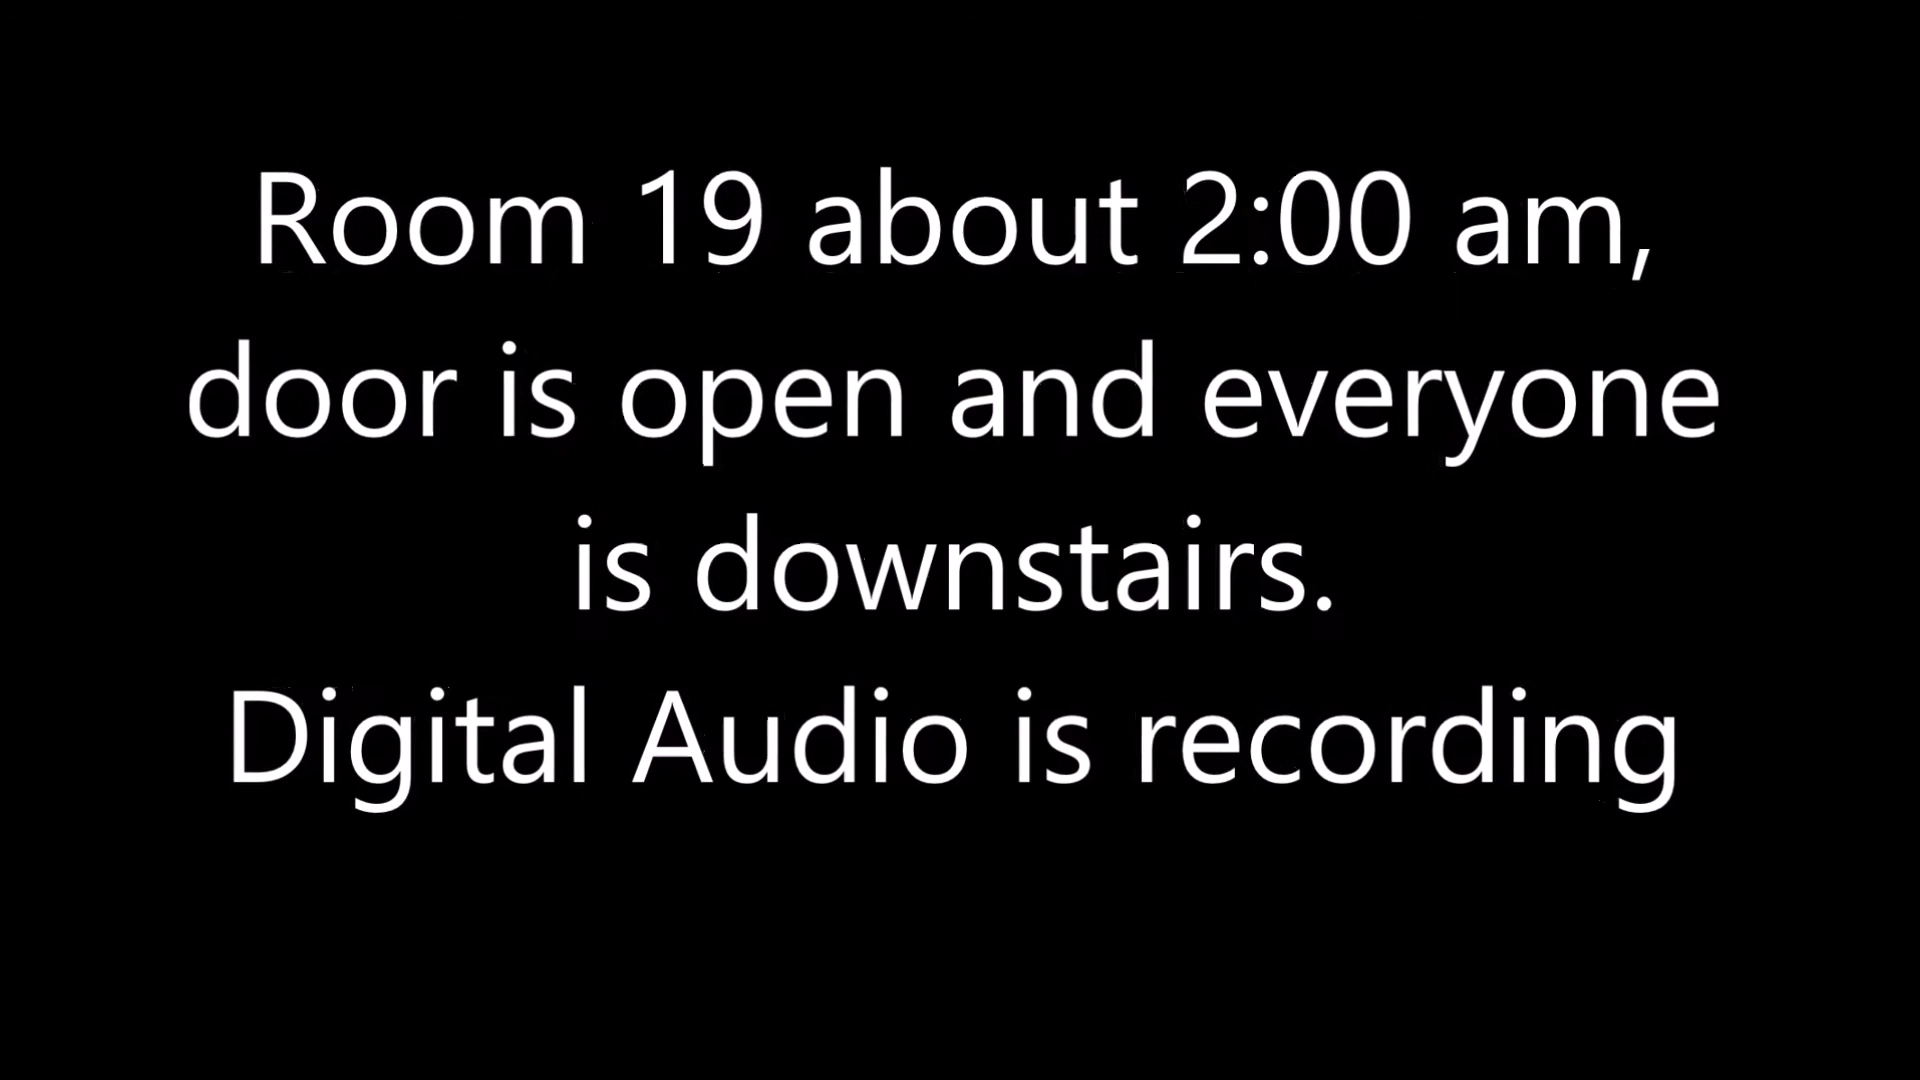 Room 19 about 2:00 am,
door is open and everyone
is downstairs.
Digital Audio is recording